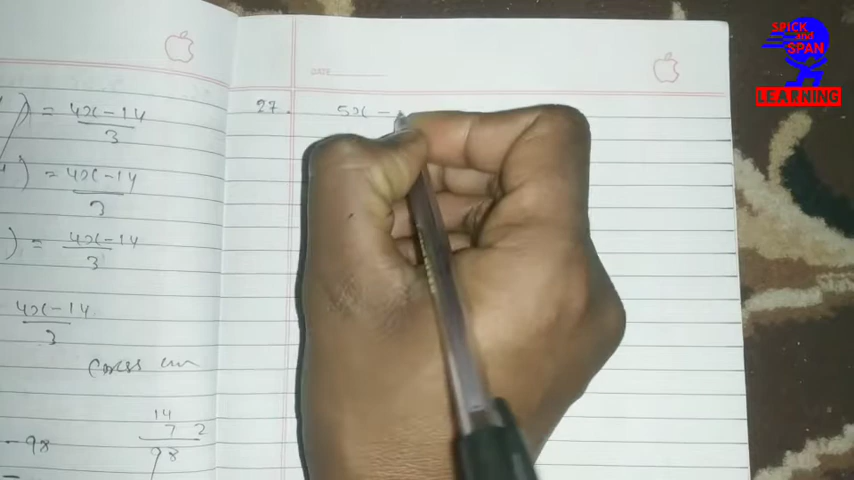 SPICK
and
SPAN
LEARNING
DATE
) = 4x-14
3
) = 4x-14
3
) = 4x-14
3
4x-14
3
-98
14
7 2
98
27. 5x -